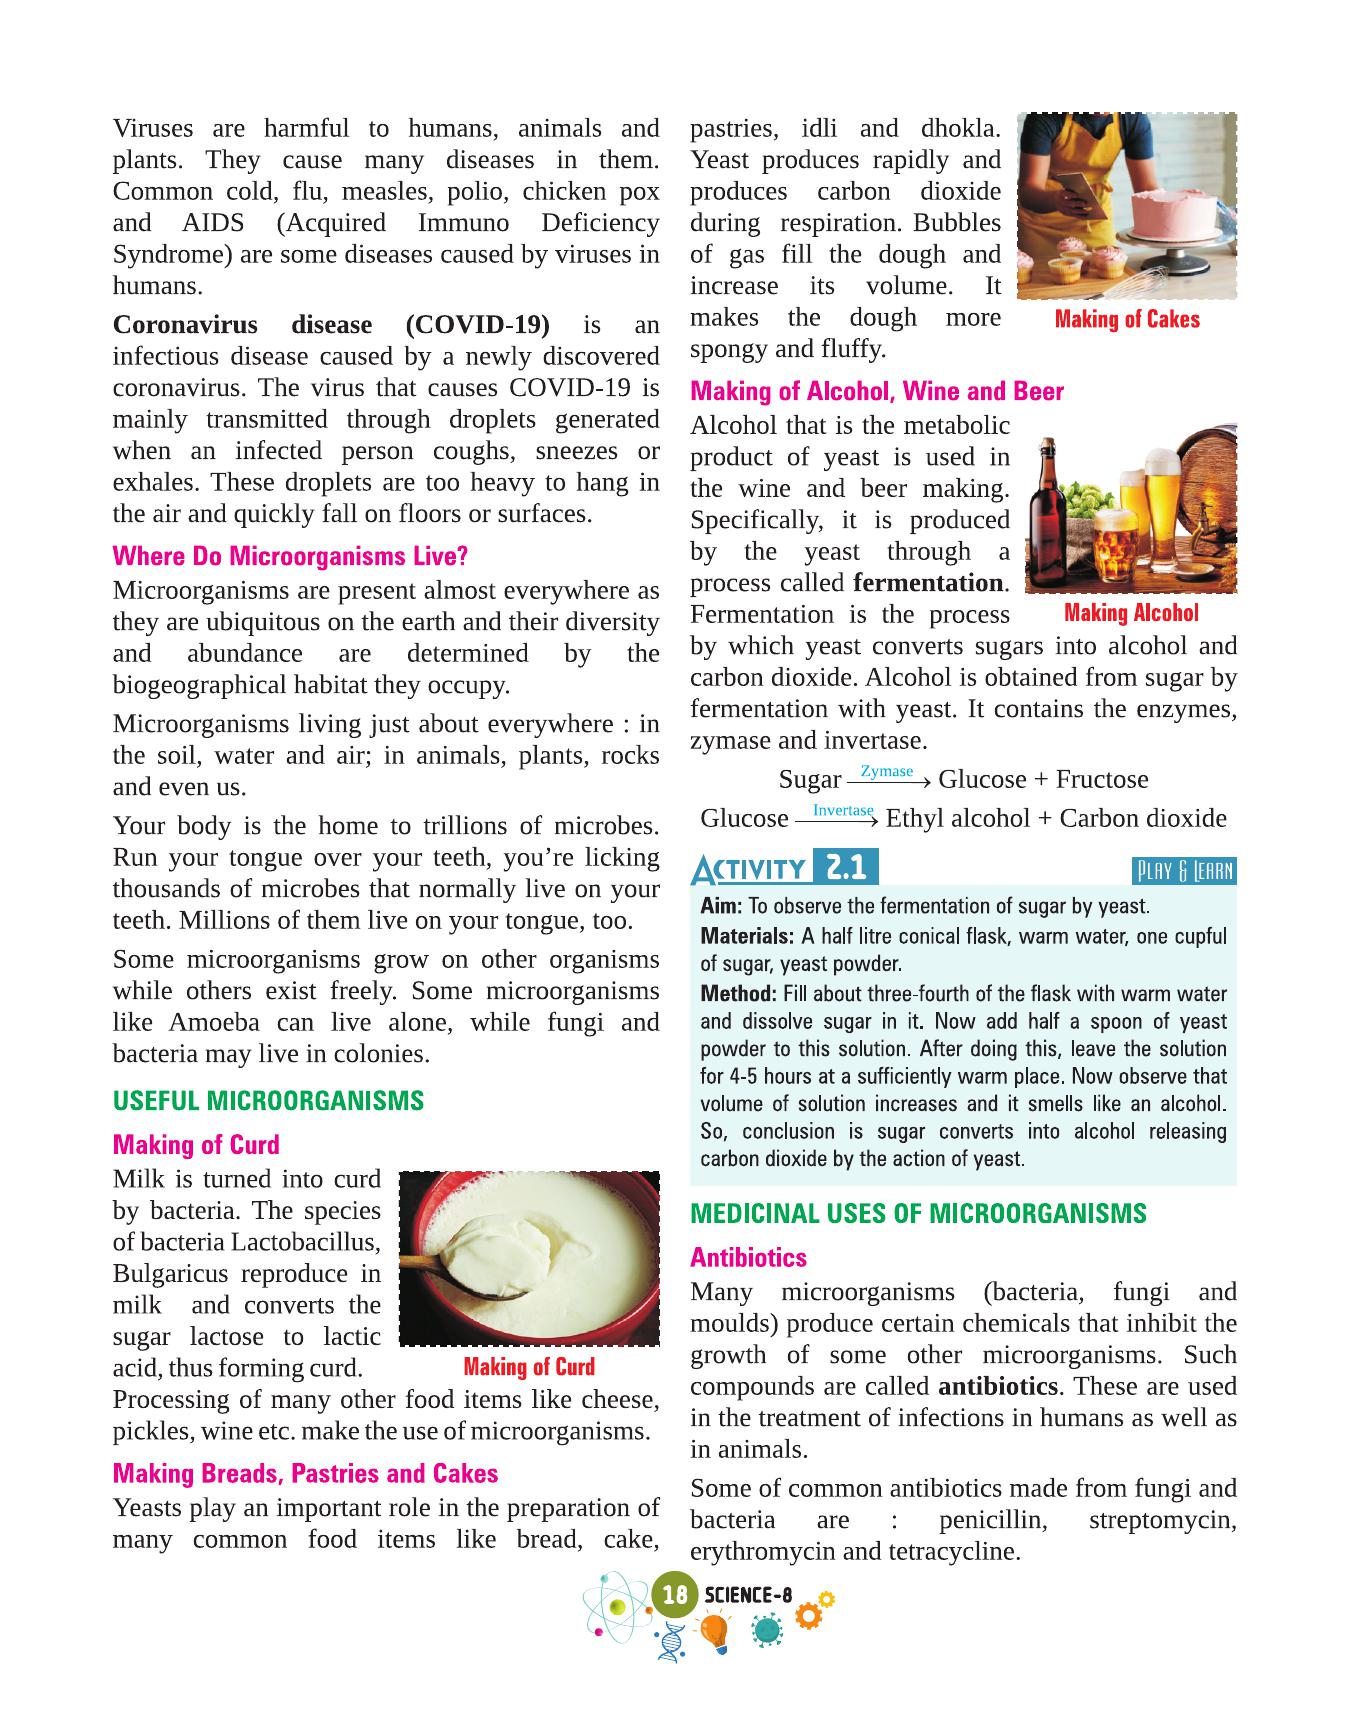 Viruses are harmful to humans, animals and
plants. They cause many diseases in them.
Common cold, flu, measles, polio, chicken pox
and AIDS (Acquired Immuno Deficiency
Syndrome) are some diseases caused by viruses in
humans.
Coronavirus disease (COVID-19) is an
infectious disease caused by a newly discovered
coronavirus. The virus that causes COVID-19 is
mainly transmitted through droplets generated
when an infected person coughs, sneezes or
exhales. These droplets are too heavy to hang in
the air and quickly fall on floors or surfaces.
Where Do Microorganisms Live?
Microorganisms are present almost everywhere as
they are ubiquitous on the earth and their diversity
and abundance are determined by the
biogeographical habitat they occupy.
Microorganisms living just about everywhere : in
the soil, water and air; in animals, plants, rocks
and even us.
Your body is the home to trillions of microbes.
Run your tongue over your teeth, you’re licking
thousands of microbes that normally live on your
teeth. Millions of them live on your tongue, too.
Some microorganisms grow on other organisms
while others exist freely. Some microorganisms
like Amoeba can live alone, while fungi and
bacteria may live in colonies.
USEFUL MICROORGANISMS
Making of Curd
Milk is turned into curd
by bacteria. The species
of bacteria Lactobacillus,
Bulgaricus reproduce in
milk and converts the
sugar lactose to lactic
acid, thus forming curd.
Making of Curd
Processing of many other food items like cheese,
pickles, wine etc. make the use of microorganisms.
Making Breads, Pastries and Cakes
Yeasts play an important role in the preparation of
many common food items like bread, cake,
pastries, idli and dhokla.
Yeast produces rapidly and
produces carbon dioxide
during respiration. Bubbles
of gas fill the dough and
increase its volume. It
makes the dough more
spongy and fluffy.
Making of Cakes
Making of Alcohol, Wine and Beer
Alcohol that is the metabolic
product of yeast is used in
the wine and beer making.
Specifically, it is produced
by the yeast through a
process called fermentation.
Fermentation is the process
Making Alcohol
by which yeast converts sugars into alcohol and
carbon dioxide. Alcohol is obtained from sugar by
fermentation with yeast. It contains the enzymes,
zymase and invertase.
Sugar Zymase → Glucose + Fructose
Glucose Invertase → Ethyl alcohol + Carbon dioxide
ACTIVITY 2.1 PLAY & LEARN
Aim: To observe the fermentation of sugar by yeast.
Materials: A half litre conical flask, warm water, one cupful
of sugar, yeast powder.
Method: Fill about three-fourth of the flask with warm water
and dissolve sugar in it. Now add half a spoon of yeast
powder to this solution. After doing this, leave the solution
for 4-5 hours at a sufficiently warm place. Now observe that
volume of solution increases and it smells like an alcohol.
So, conclusion is sugar converts into alcohol releasing
carbon dioxide by the action of yeast.
MEDICINAL USES OF MICROORGANISMS
Antibiotics
Many microorganisms (bacteria, fungi and
moulds) produce certain chemicals that inhibit the
growth of some other microorganisms. Such
compounds are called antibiotics. These are used
in the treatment of infections in humans as well as
in animals.
Some of common antibiotics made from fungi and
bacteria are : penicillin, streptomycin,
erythromycin and tetracycline.
18 SCIENCE-8